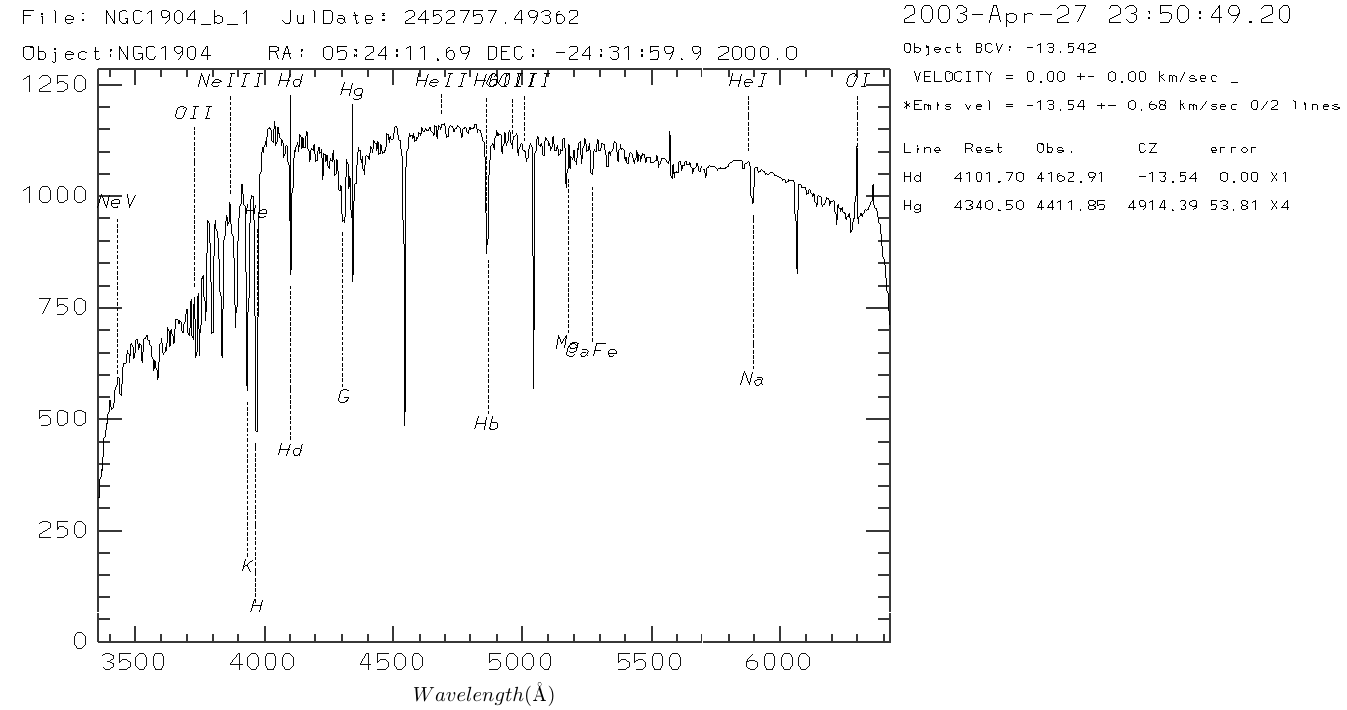 File: NGC1904_b_1 JulDate: 2452757.49362
2003-Apr-27 23:50:49.20
Object:NGC1904 RA: 05:24:11.69 DEC: -24:31:59.9 2000.0
Object BCV: -13.542
VELOCITY = 0.00 +- 0.00 km/sec _
*Emis vel = -13.54 +- 0.68 km/sec 0/2 lines
Line Rest Obs. CZ error
Hd 4101.70 4162.91 -13.54 0.00 X1
Hg 4340.50 4411.85 4914.39 53.81 X4
1250
NeIII Hd Hg HeII HeI OI
OII
1000
NeV
He
750
Mg CaFe
Na
500
G
Hb
Hd
250
K
H
0
3500 4000 4500 5000 5500 6000
Wavelength(Å)